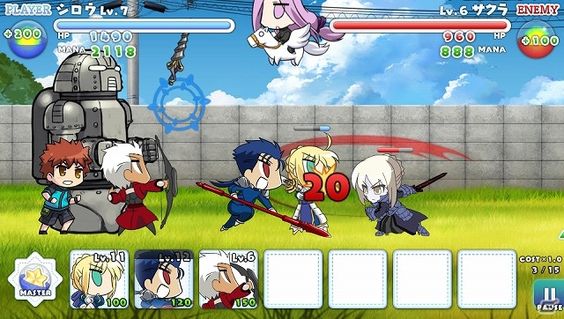 PLAYER シロウ Lv.7
Lv.6 サクラ ENEMY
+200
HP 1490
MANA 2118
HP 960
MANA 888
+100
20
Lv.11
Lv.12
Lv.6
COST×1.0
3/15
MASTER
100
120
150
PAUSE